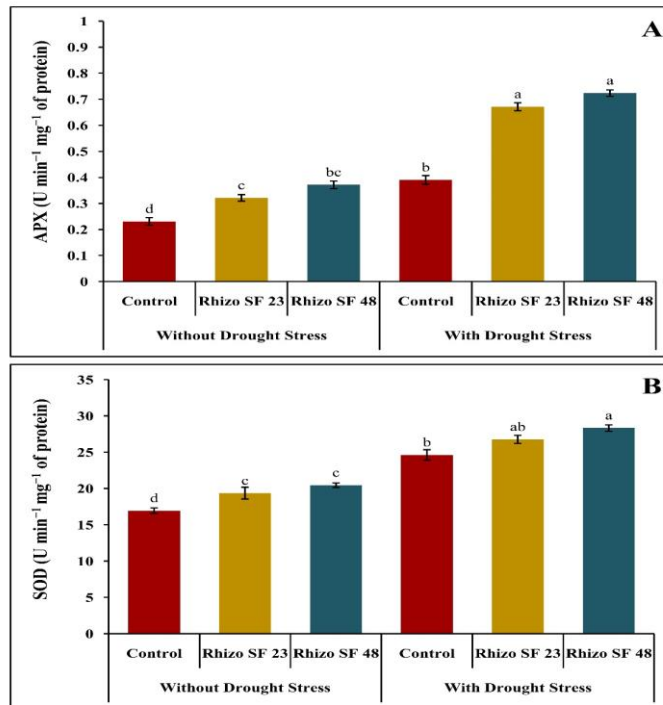 A
APX (U min⁻¹ mg⁻¹ of protein)
1
0.9
0.8
0.7
0.6
0.5
0.4
0.3
0.2
0.1
0
d
c
bc
b
a
a
Control Rhizo SF 23 Rhizo SF 48 Control Rhizo SF 23 Rhizo SF 48
Without Drought Stress With Drought Stress
B
SOD (U min⁻¹ mg⁻¹ of protein)
35
30
25
20
15
10
5
0
d
c
c
b
ab
a
Control Rhizo SF 23 Rhizo SF 48 Control Rhizo SF 23 Rhizo SF 48
Without Drought Stress With Drought Stress